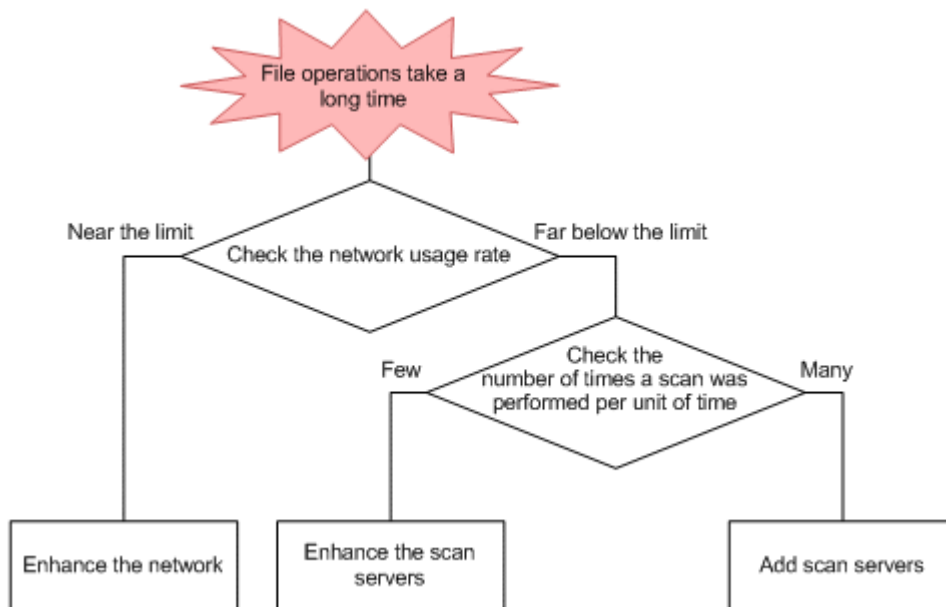 File operations take a
long time
Near the limit
Far below the limit
Check the network usage rate
Few
Check the
number of times a scan was
performed per unit of time
Many
Enhance the network
Enhance the scan
servers
Add scan servers